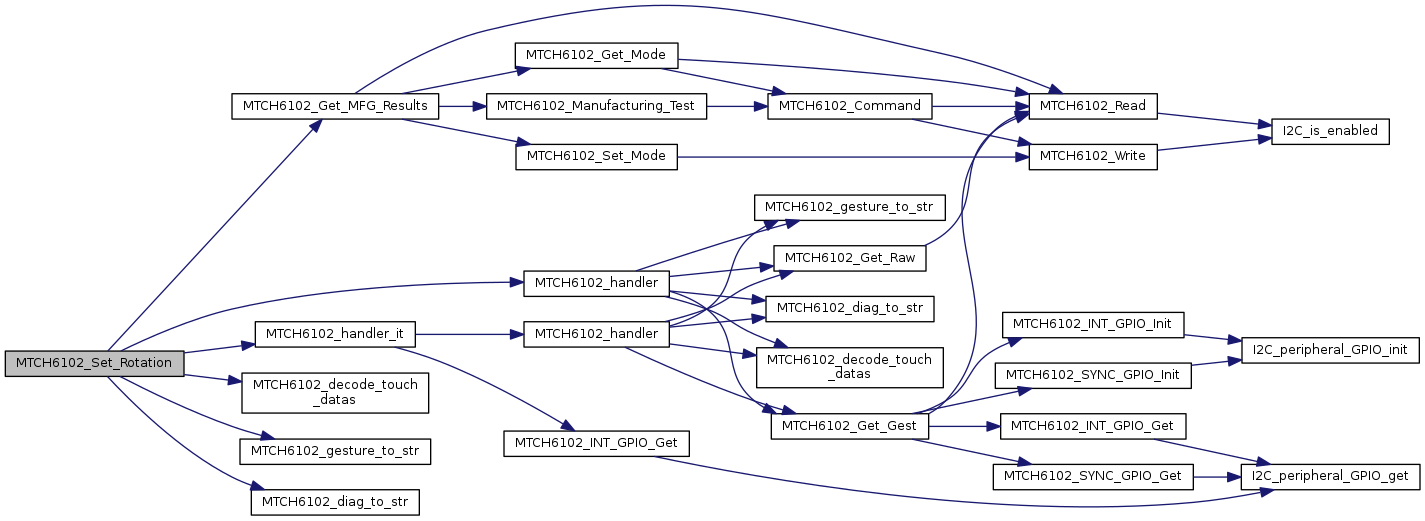 MTCH6102_Get_Mode
MTCH6102_Get_MFG_Results
MTCH6102_Manufacturing_Test
MTCH6102_Command
MTCH6102_Read
I2C_is_enabled
MTCH6102_Set_Mode
MTCH6102_Write
MTCH6102_gesture_to_str
MTCH6102_Get_Raw
MTCH6102_handler
MTCH6102_diag_to_str
MTCH6102_INT_GPIO_Init
MTCH6102_handler_it
MTCH6102_handler
I2C_peripheral_GPIO_init
MTCH6102_Set_Rotation
MTCH6102_decode_touch
_datas
MTCH6102_SYNC_GPIO_Init
MTCH6102_decode_touch
_datas
MTCH6102_Get_Gest
MTCH6102_INT_GPIO_Get
MTCH6102_INT_GPIO_Get
MTCH6102_gesture_to_str
MTCH6102_SYNC_GPIO_Get
I2C_peripheral_GPIO_get
MTCH6102_diag_to_str